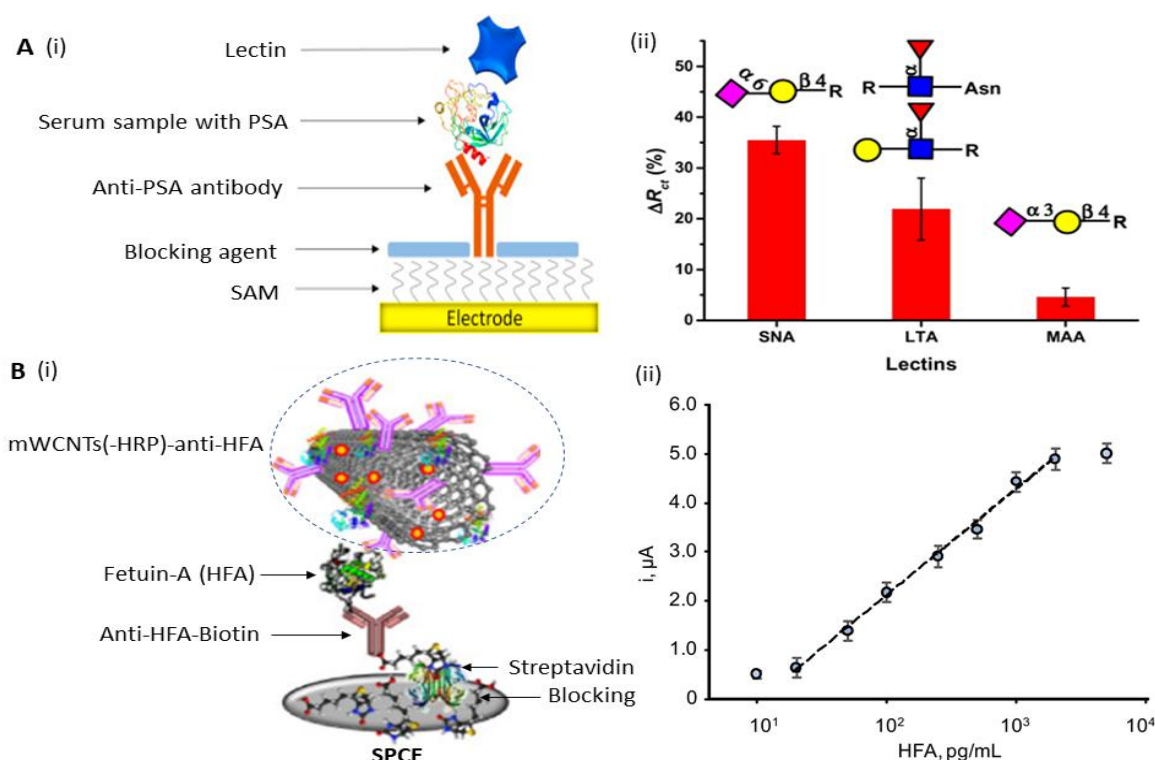 A (i)
Lectin
Serum sample with PSA
Anti-PSA antibody
Blocking agent
SAM
Electrode
(ii)
ΔRct (%)
50
40
30
20
10
0
α 6 β 4 R
R α Asn
α R
α 3 β 4 R
SNA LTA MAA
Lectins
B (i)
mWCNTs(-HRP)-anti-HFA
Fetuin-A (HFA)
Anti-HFA-Biotin
Streptavidin
Blocking
SPCE
(ii)
i, µA
6.0
5.0
4.0
3.0
2.0
1.0
0
10¹ 10² 10³ 10⁴
HFA, pg/mL